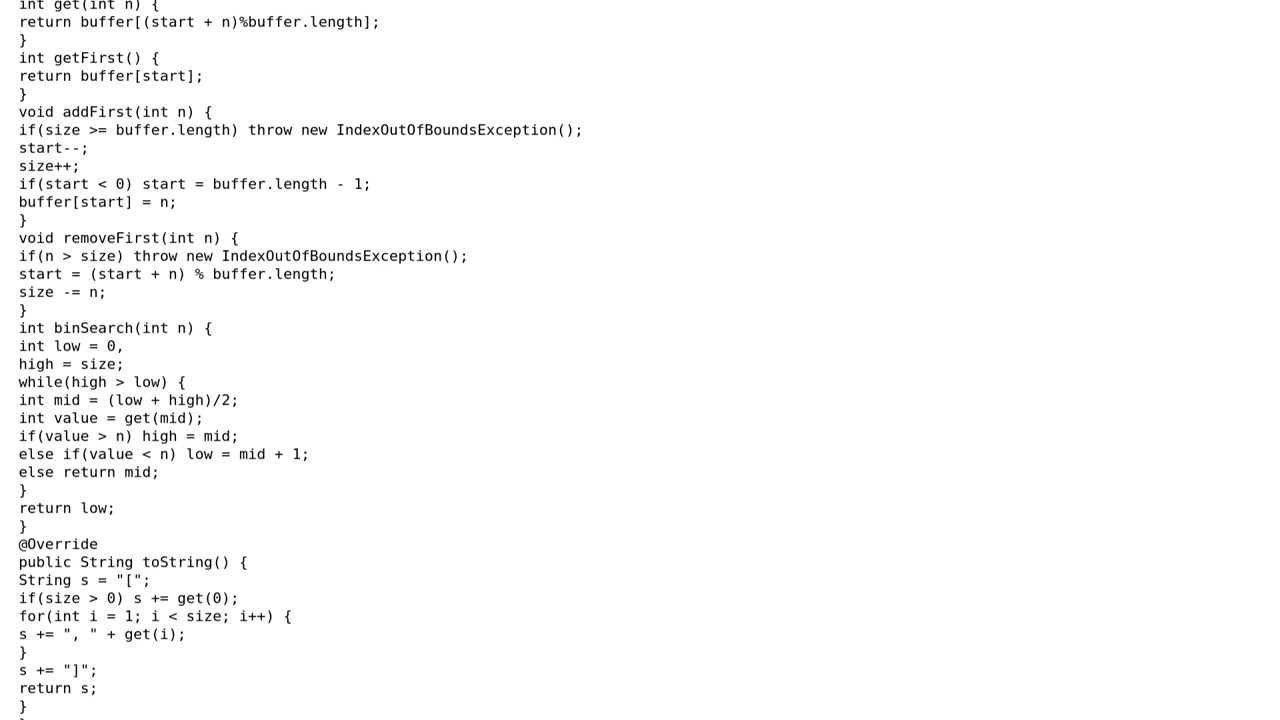 int get(int n) {
return buffer[(start + n)%buffer.length];
}
int getFirst() {
return buffer[start];
}
void addFirst(int n) {
if(size >= buffer.length) throw new IndexOutOfBoundsException();
start--;
size++;
if(start < 0) start = buffer.length - 1;
buffer[start] = n;
}
void removeFirst(int n) {
if(n > size) throw new IndexOutOfBoundsException();
start = (start + n) % buffer.length;
size -= n;
}
int binSearch(int n) {
int low = 0,
high = size;
while(high > low) {
int mid = (low + high)/2;
int value = get(mid);
if(value > n) high = mid;
else if(value < n) low = mid + 1;
else return mid;
}
return low;
}
@Override
public String toString() {
String s = "[";
if(size > 0) s += get(0);
for(int i = 1; i < size; i++) {
s += ", " + get(i);
}
s += "]";
return s;
}